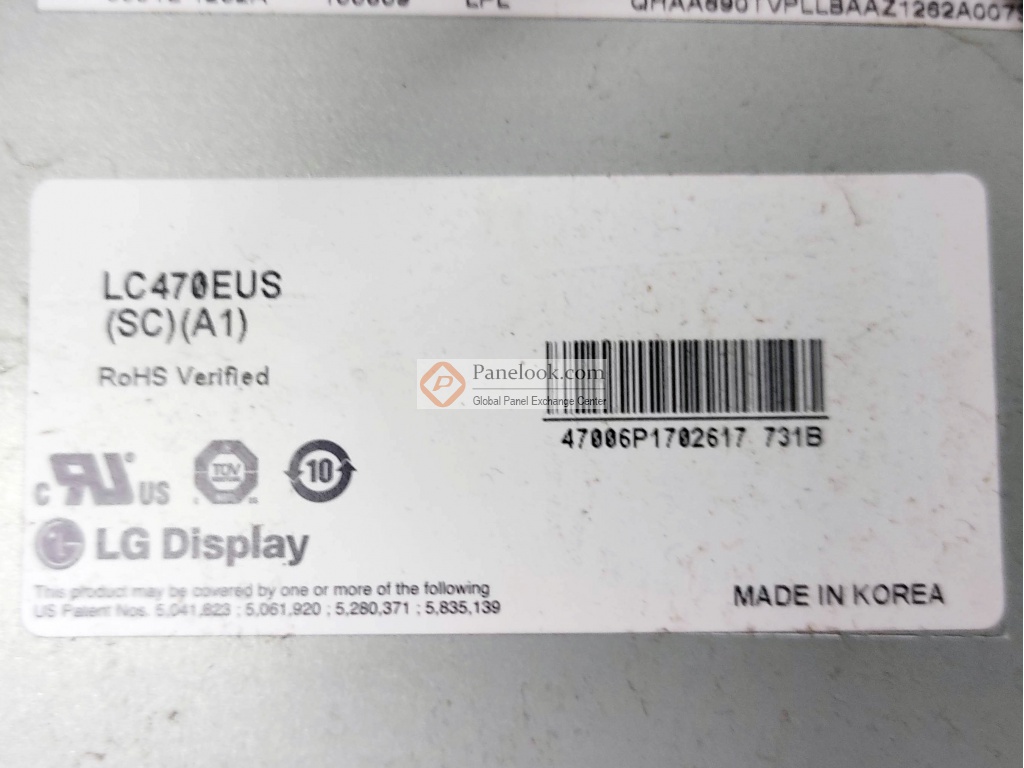 LPL
LC470EUS
(SC)(A1)
RoHS Verified
Panelook.com
Global Panel Exchange Center
47006P1702617 731B
c RU US
TÜV
10
LG Display
This product may be covered by one or more of the following
US Patent Nos. 5,041,823 ; 5,061,920 ; 5,280,371 ; 5,835,139
MADE IN KOREA